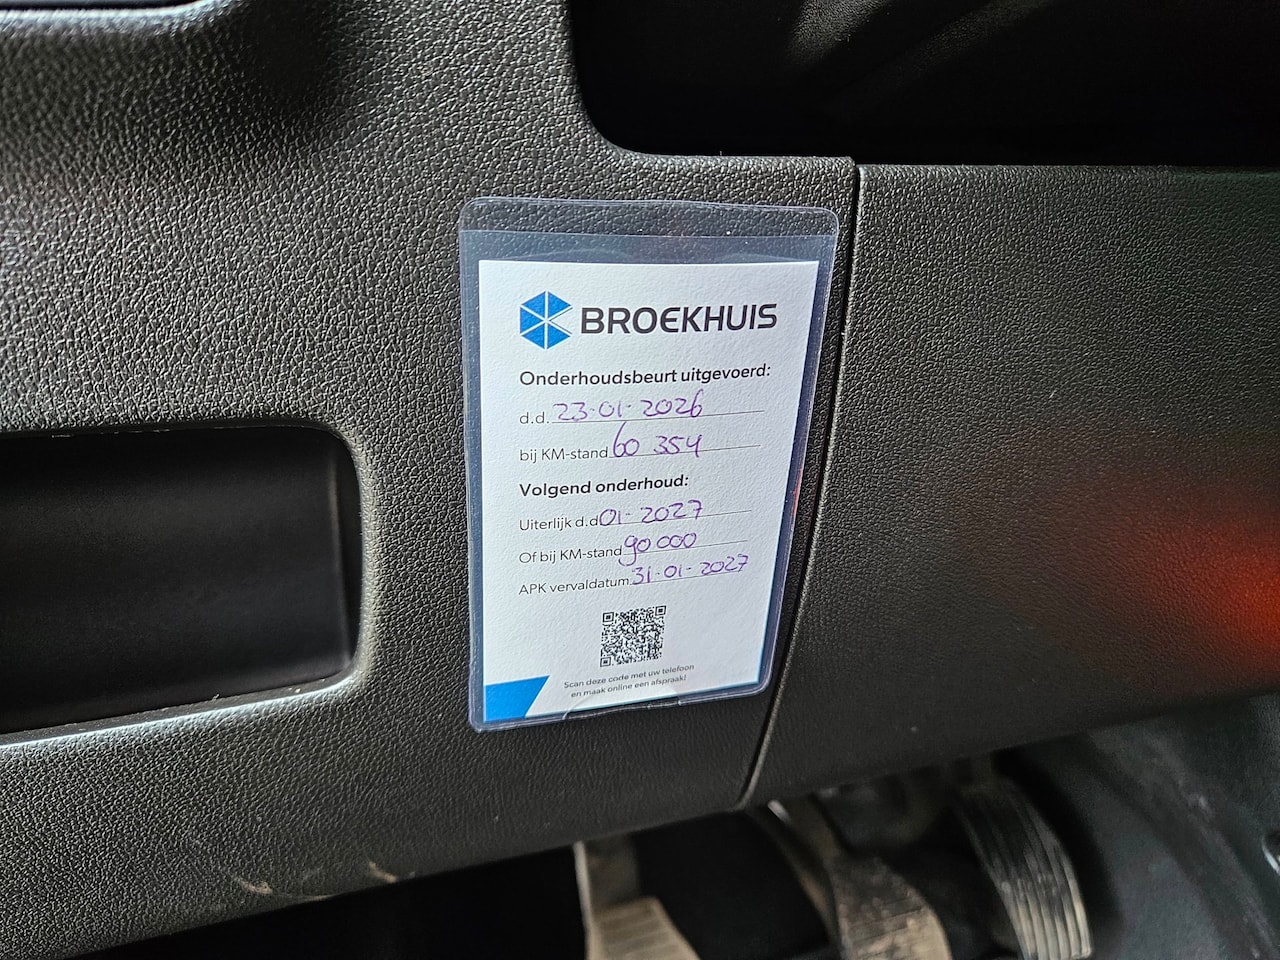 BROEKHUIS
Onderhoudsbeurt uitgevoerd:
d.d. 23-01-2026
bij KM-stand 60 354
Volgend onderhoud:
Uiterlijk d.d 01-2027
Of bij KM-stand 90 000
APK vervaldatum 31-01-2027
Scan deze code met uw telefoon
en maak online een afspraak!